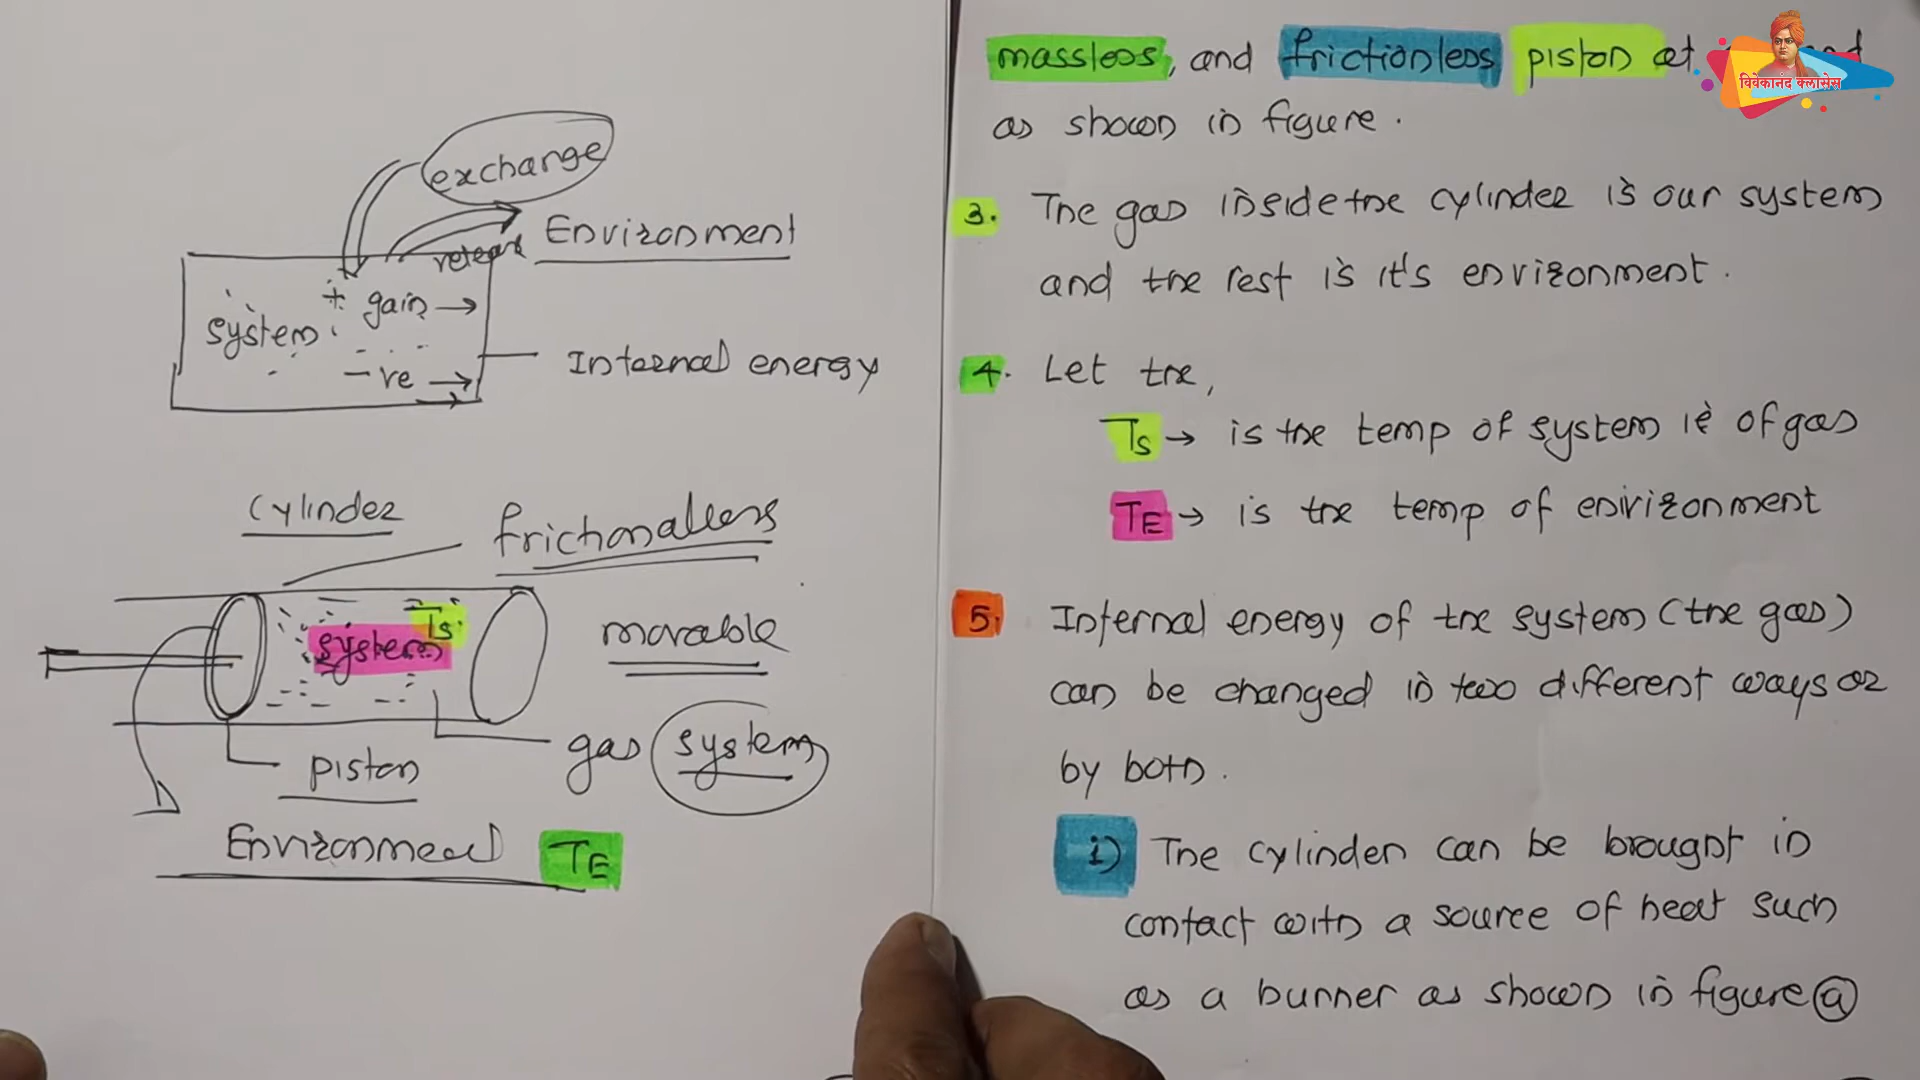 exchange
Environment
+ gain →
system
-ve →
Internal energy
Cylinder
frictionalless
Ts
system
movable
gas system
piston
Environment TE
massless, and frictionless piston at
as shown in figure.
3. The gas inside the cylinder is our system
and the rest is it's environment.
4. Let the,
Ts → is the temp of system ie of gas
TE → is the temp of environment
5. Internal energy of the system (the gas)
can be changed in two different ways or
by both.
i) The cylinder can be brought in
contact with a source of heat such
as a burner as shown in figure ⓐ
विवेकानंद क्लासेस